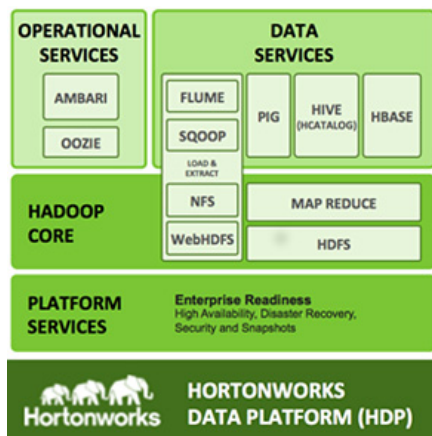 OPERATIONAL
SERVICES
AMBARI
OOZIE
DATA
SERVICES
FLUME
SQOOP
LOAD &
EXTRACT
NFS
WebHDFS
PIG
HIVE
(HCATALOG)
HBASE
HADOOP
CORE
MAP REDUCE
HDFS
PLATFORM
SERVICES
Enterprise Readiness
High Availability, Disaster Recovery,
Security and Snapshots
Hortonworks
HORTONWORKS
DATA PLATFORM (HDP)